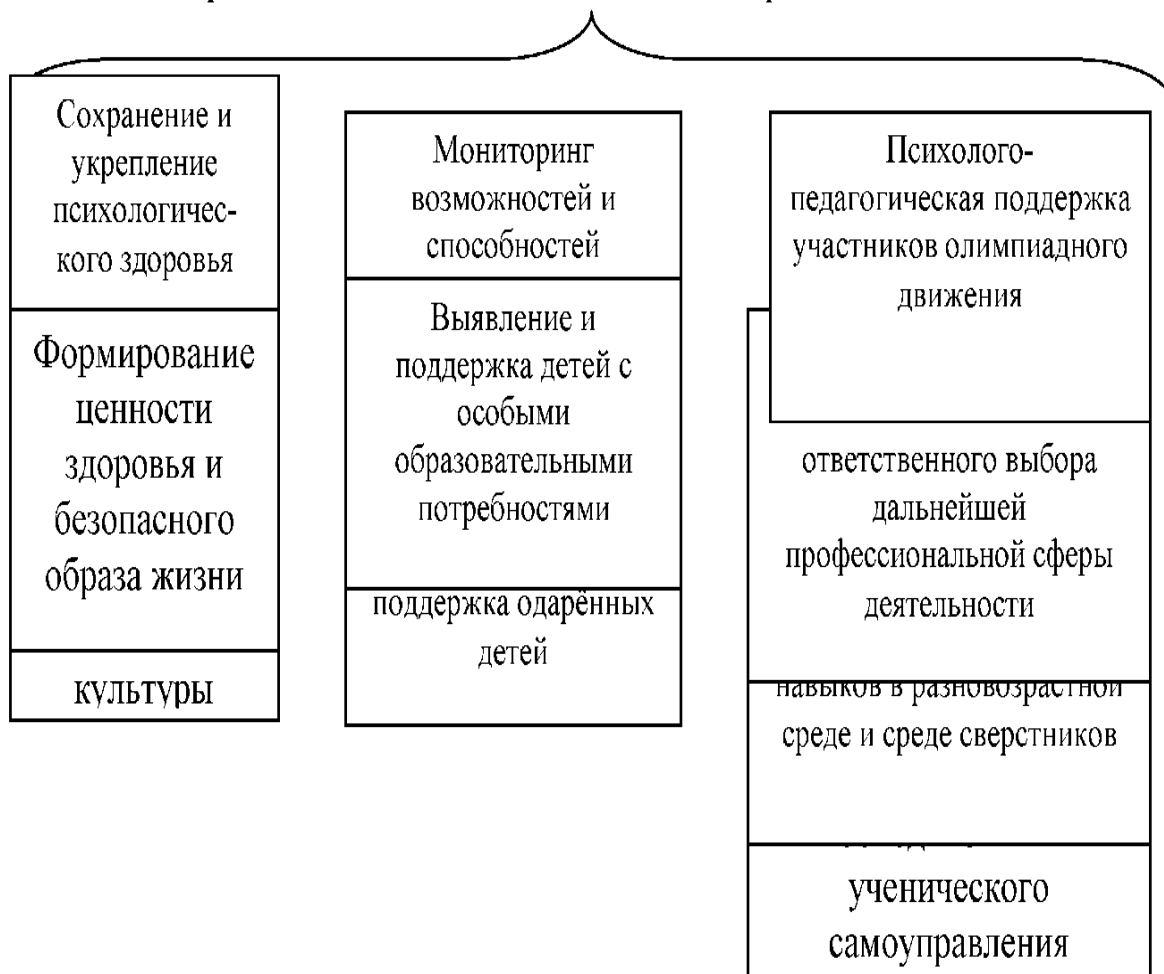 Сохранение и
укрепление
психологичес-
кого здоровья
Формирование
ценности
здоровья и
безопасного
образа жизни
культуры
Мониторинг
возможностей и
способностей
Выявление и
поддержка детей с
особыми
образовательными
потребностями
поддержка одарённых
детей
Психолого-
педагогическая поддержка
участников олимпиадного
движения
ответственного выбора
дальнейшей
профессиональной сферы
деятельности
навыков в разновозрастной
среде и среде сверстников
ученического
самоуправления